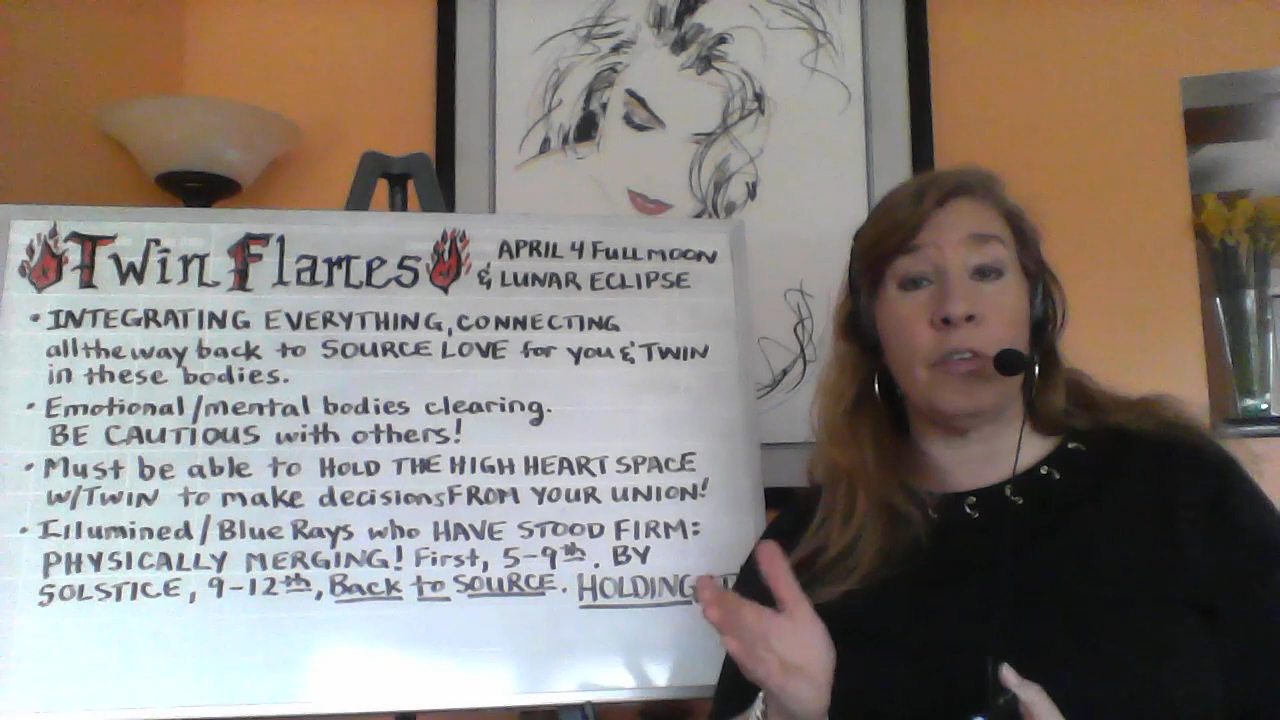 Twin Flames
APRIL 4 FULL MOON
& LUNAR ECLIPSE
• INTEGRATING EVERYTHING, CONNECTING
all the way back to SOURCE LOVE for you & TWIN
in these bodies.
• Emotional/mental bodies clearing.
BE CAUTIOUS with others!
• Must be able to HOLD THE HIGH HEART SPACE
W/TWIN to make decisions FROM YOUR UNION!
• Illumined/Blue Rays who HAVE STOOD FIRM:
PHYSICALLY MERGING! First, 5-9th. BY
SOLSTICE, 9-12th, Back to SOURCE. HOLDING